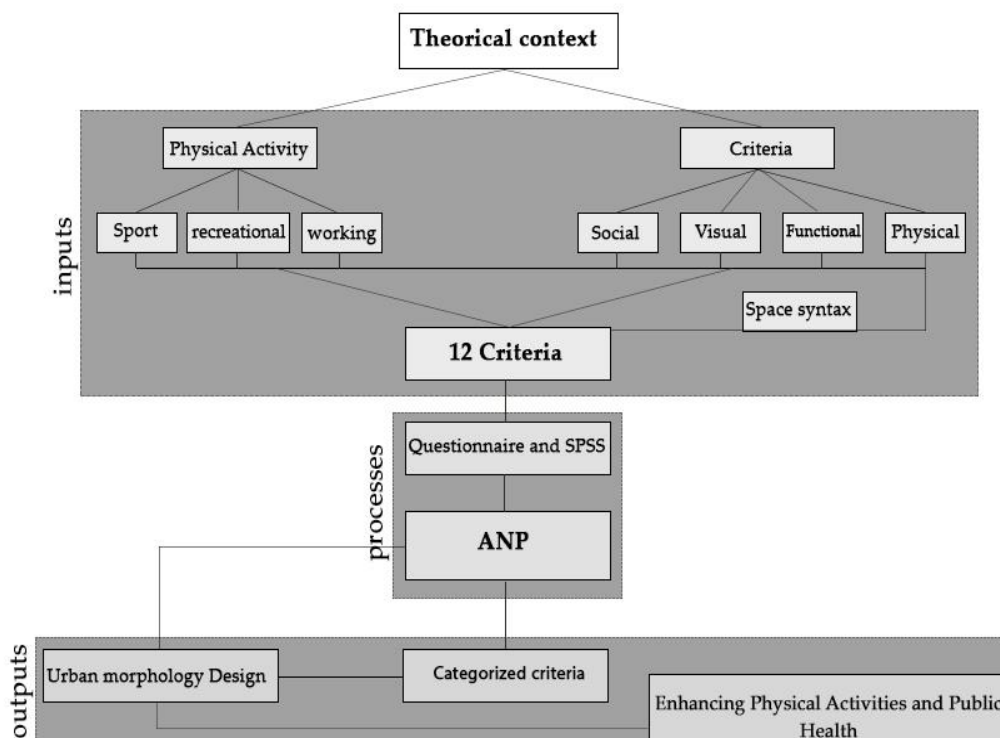 Theorical context
Physical Activity
Criteria
Sport
recreational
working
Social
Visual
Functional
Physical
inputs
Space syntax
12 Criteria
Questionnaire and SPSS
processes
ANP
outputs
Urban morphology Design
Categorized criteria
Enhancing Physical Activities and Public
Health